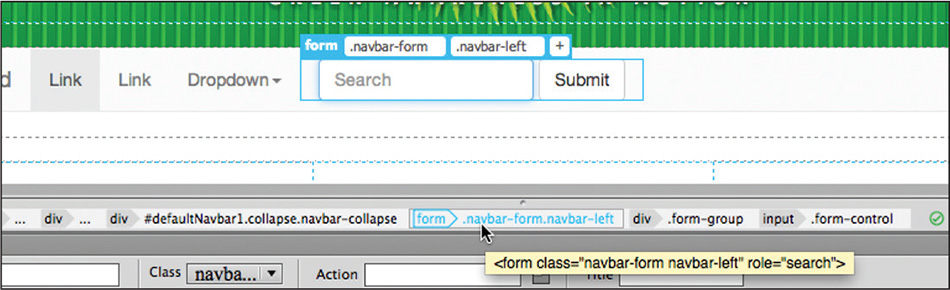 form .navbar-form .navbar-left +
d Link Link Dropdown Search Submit
... div ... div #defaultNavbar1.collapse.navbar-collapse form .navbar-form.navbar-left div .form-group input .form-control
<form class="navbar-form navbar-left" role="search">
Class navba... Action Title